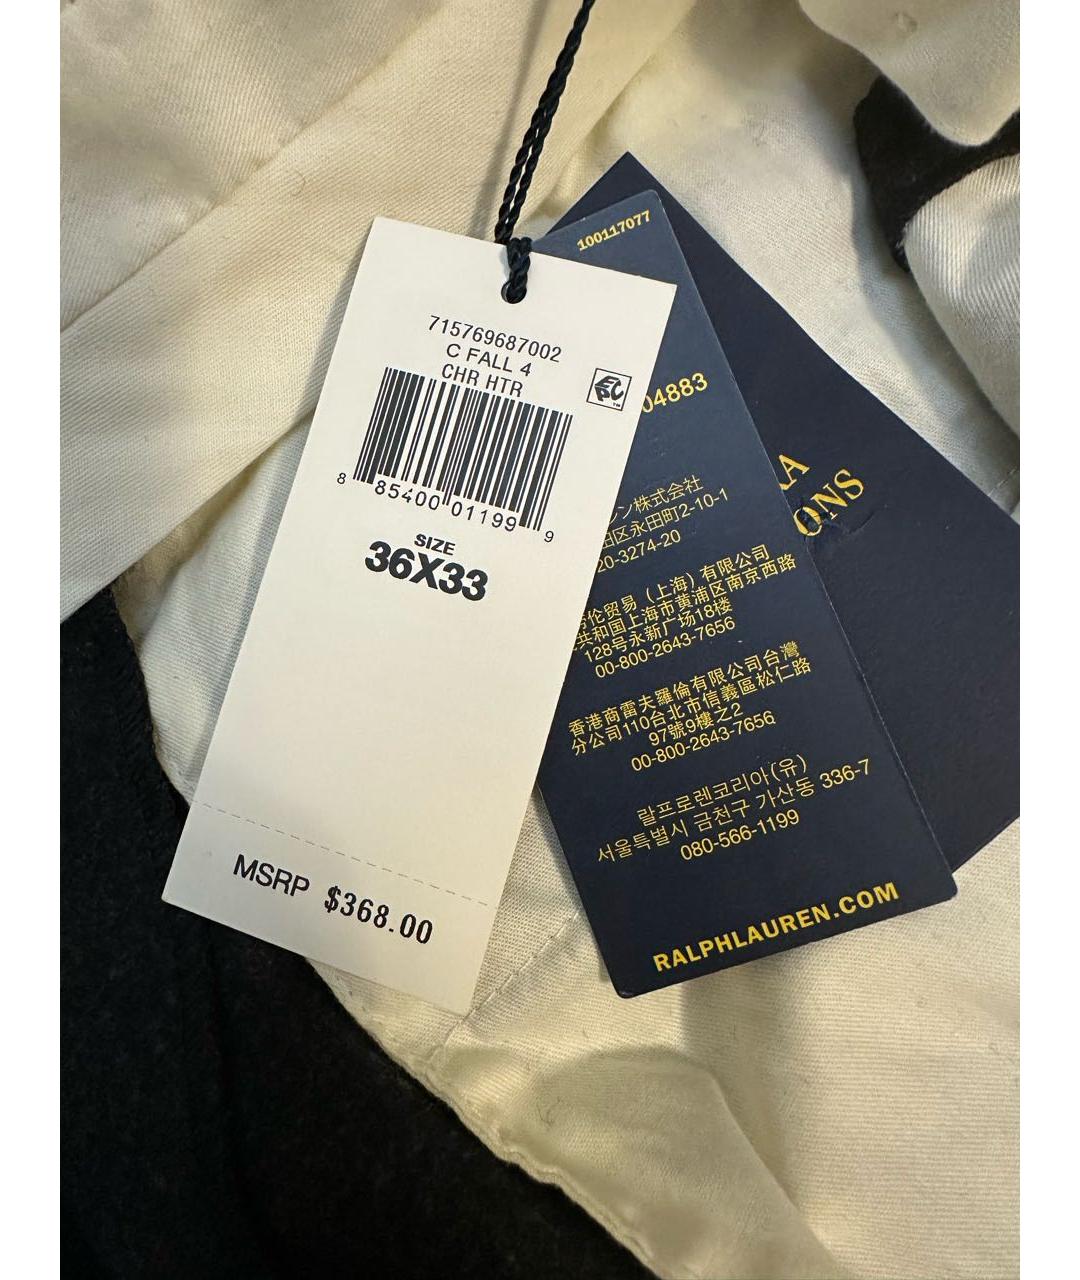 715769687002
C FALL 4
CHR HTR
8 85400 01199 9
SIZE
36X33
MSRP $368.00
100117077
04883
株式会社
区永田町2-10-1
20-3274-20
伦贸易（上海）有限公司
共和国上海市黄浦区南京西路
128号永新广场18楼
00-800-2643-7656
香港商雷夫羅倫有限公司台灣
分公司110台北市信義區松仁路
97號9樓之2
00-800-2643-7656
랄프로렌코리아(유)
서울특별시 금천구 가산동 336-7
080-566-1199
RALPHLAUREN.COM
RA
ONS